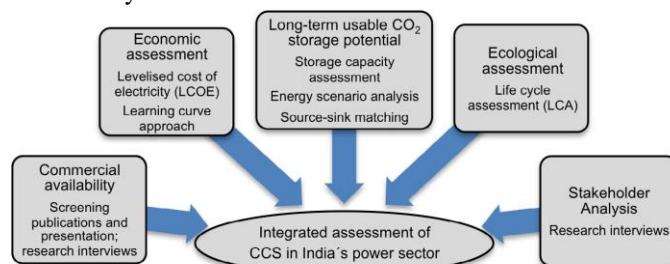 Economic
assessment
Levelised cost of
electricity (LCOE)
Learning curve
approach
Long-term usable CO₂
storage potential
Storage capacity
assessment
Energy scenario analysis
Source-sink matching
Ecological
assessment
Life cycle
assessment (LCA)
Commercial
availability
Screening
publications and
presentation;
research interviews
Integrated assessment of
CCS in India´s power sector
Stakeholder
Analysis
Research interviews